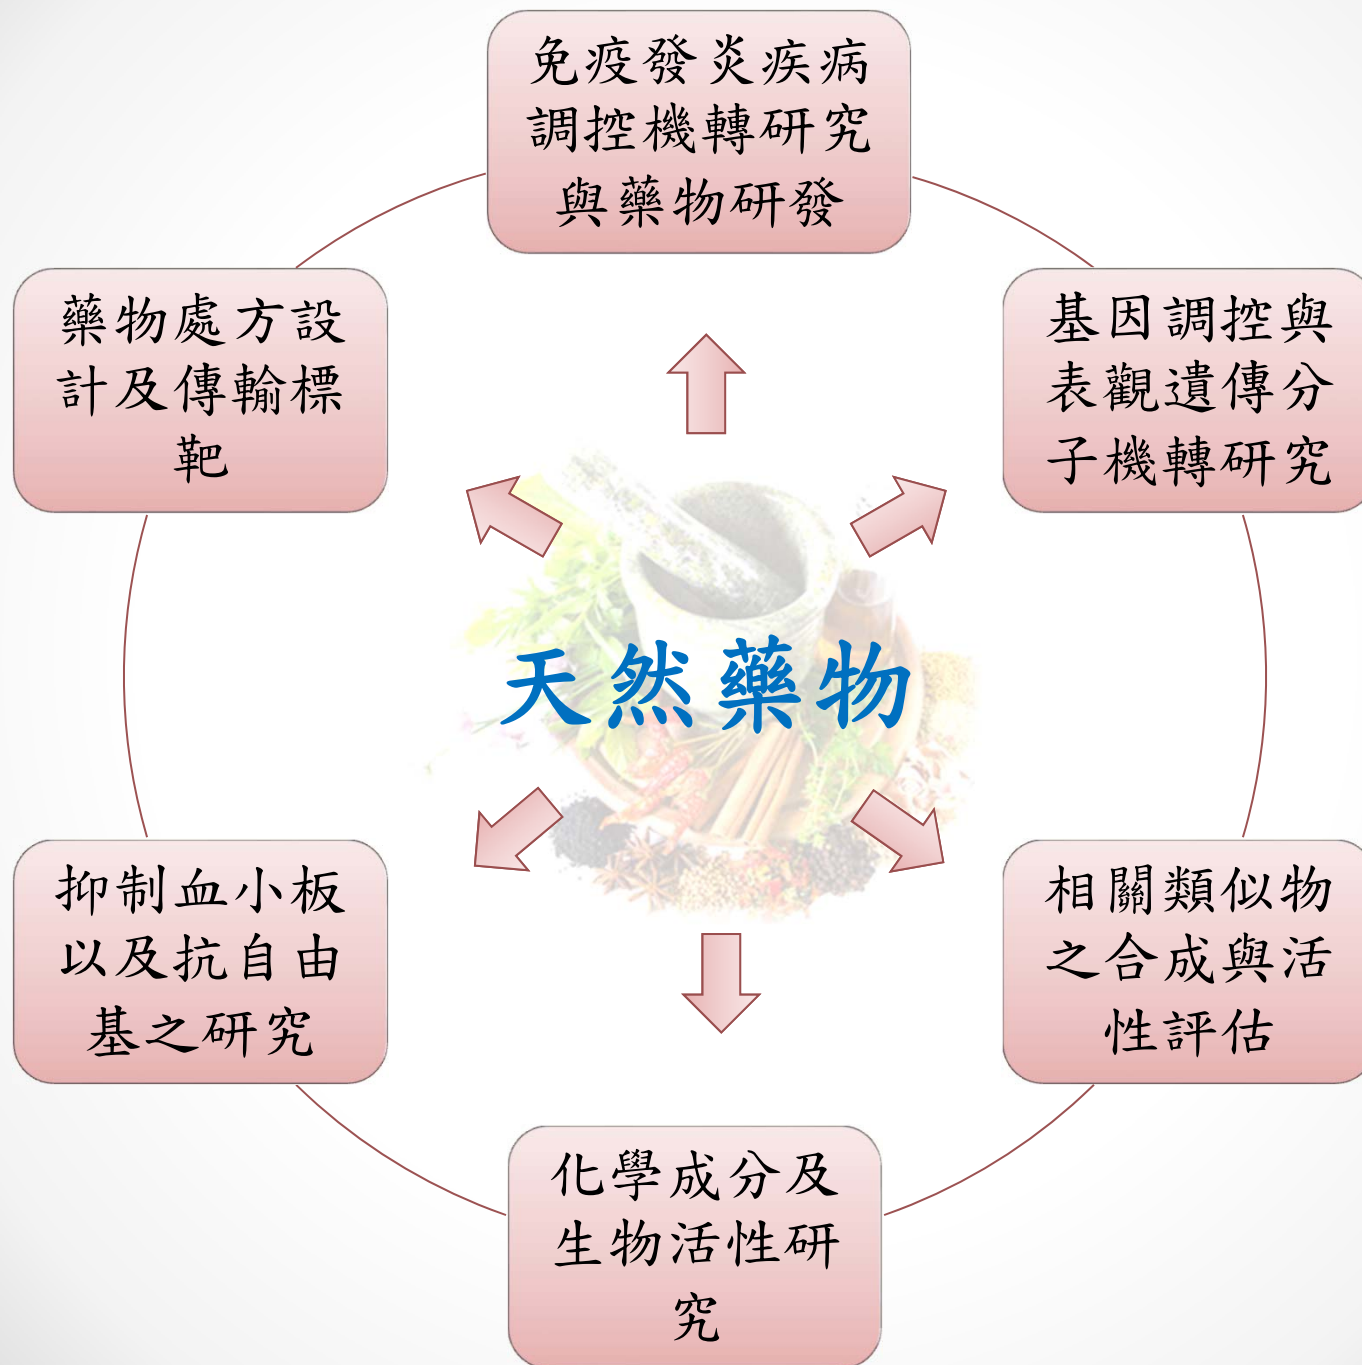 免疫發炎疾病
調控機轉研究
與藥物研發
藥物處方設
計及傳輸標
靶
基因調控與
表觀遺傳分
子機轉研究
天然藥物
抑制血小板
以及抗自由
基之研究
相關類似物
之合成與活
性評估
化學成分及
生物活性研
究